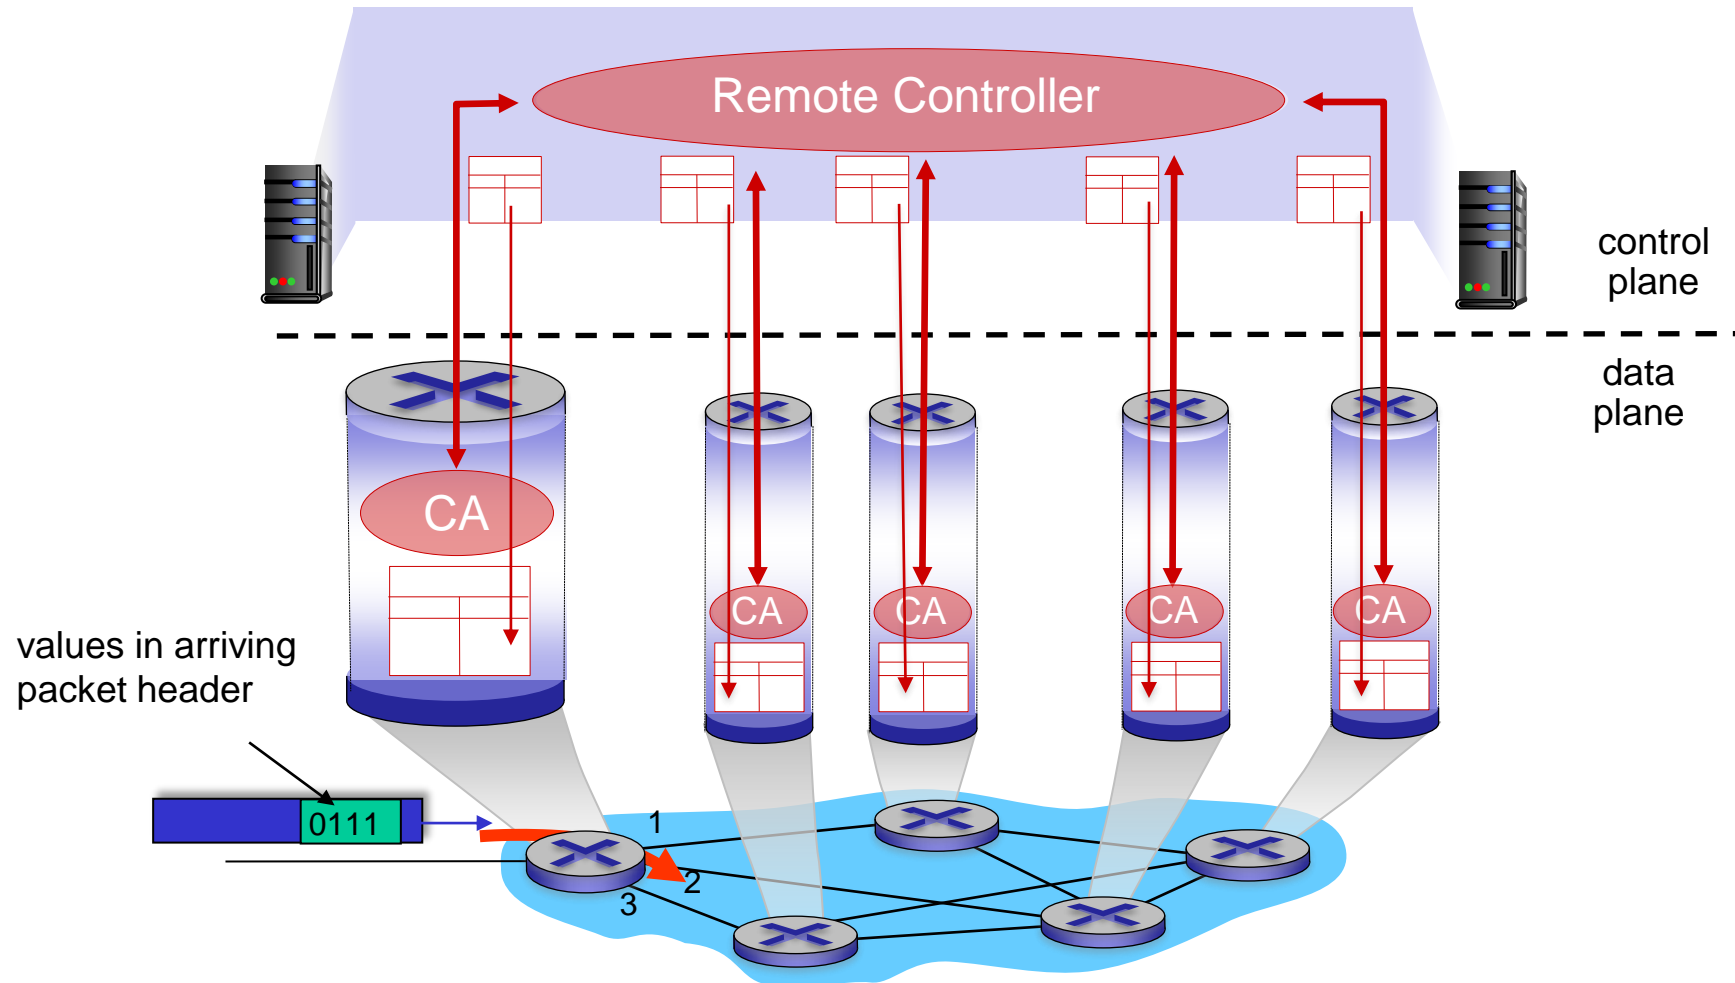 Remote Controller
control
plane
data
plane
CA
CA
CA
CA
CA
values in arriving
packet header
0111
1
2
3